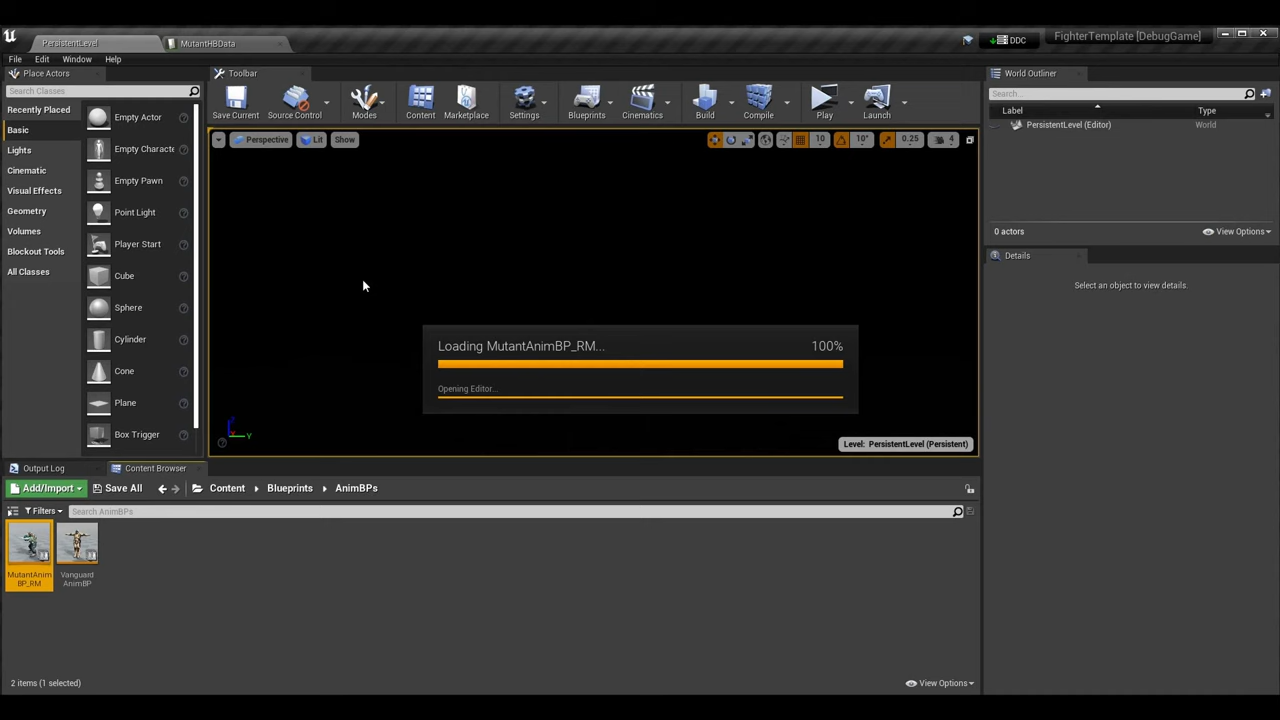 PersistentLevel
MutantHBData
DDC
FighterTemplate [DebugGame]
File
Edit
Window
Help
Place Actors
Toolbar
World Outliner
Search Classes
Search...
Recently Placed
Basic
Lights
Cinematic
Visual Effects
Geometry
Volumes
Blockout Tools
All Classes
Empty Actor
Empty Characte
Empty Pawn
Point Light
Player Start
Cube
Sphere
Cylinder
Cone
Plane
Box Trigger
Save Current
Source Control
Modes
Content
Marketplace
Settings
Blueprints
Cinematics
Build
Compile
Play
Launch
Perspective
Lit
Show
10
10°
0.25
4
Label
Type
PersistentLevel (Editor)
World
0 actors
View Options
Details
Select an object to view details.
Loading MutantAnimBP_RM...
100%
Opening Editor...
Z
Y
Level: PersistentLevel (Persistent)
Output Log
Content Browser
Add/Import
Save All
Content
Blueprints
AnimBPs
Filters
Search AnimBPs
MutantAnim
BP_RM
Vanguard
AnimBP
2 items (1 selected)
View Options